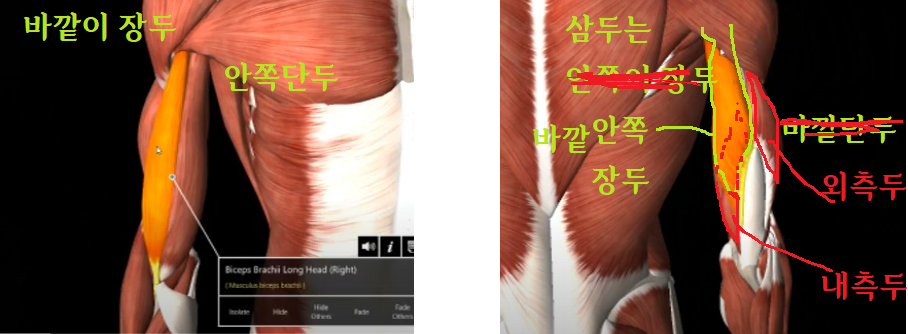 바깥이 장두
안쪽단두
Biceps Brachii Long Head (Right)
( Musculus biceps brachii )
Isolate Hide Hide Others Fade Fade Others
삼두는
안쪽이 장두
바깥 안쪽
장두
바깥단두
외측두
내측두